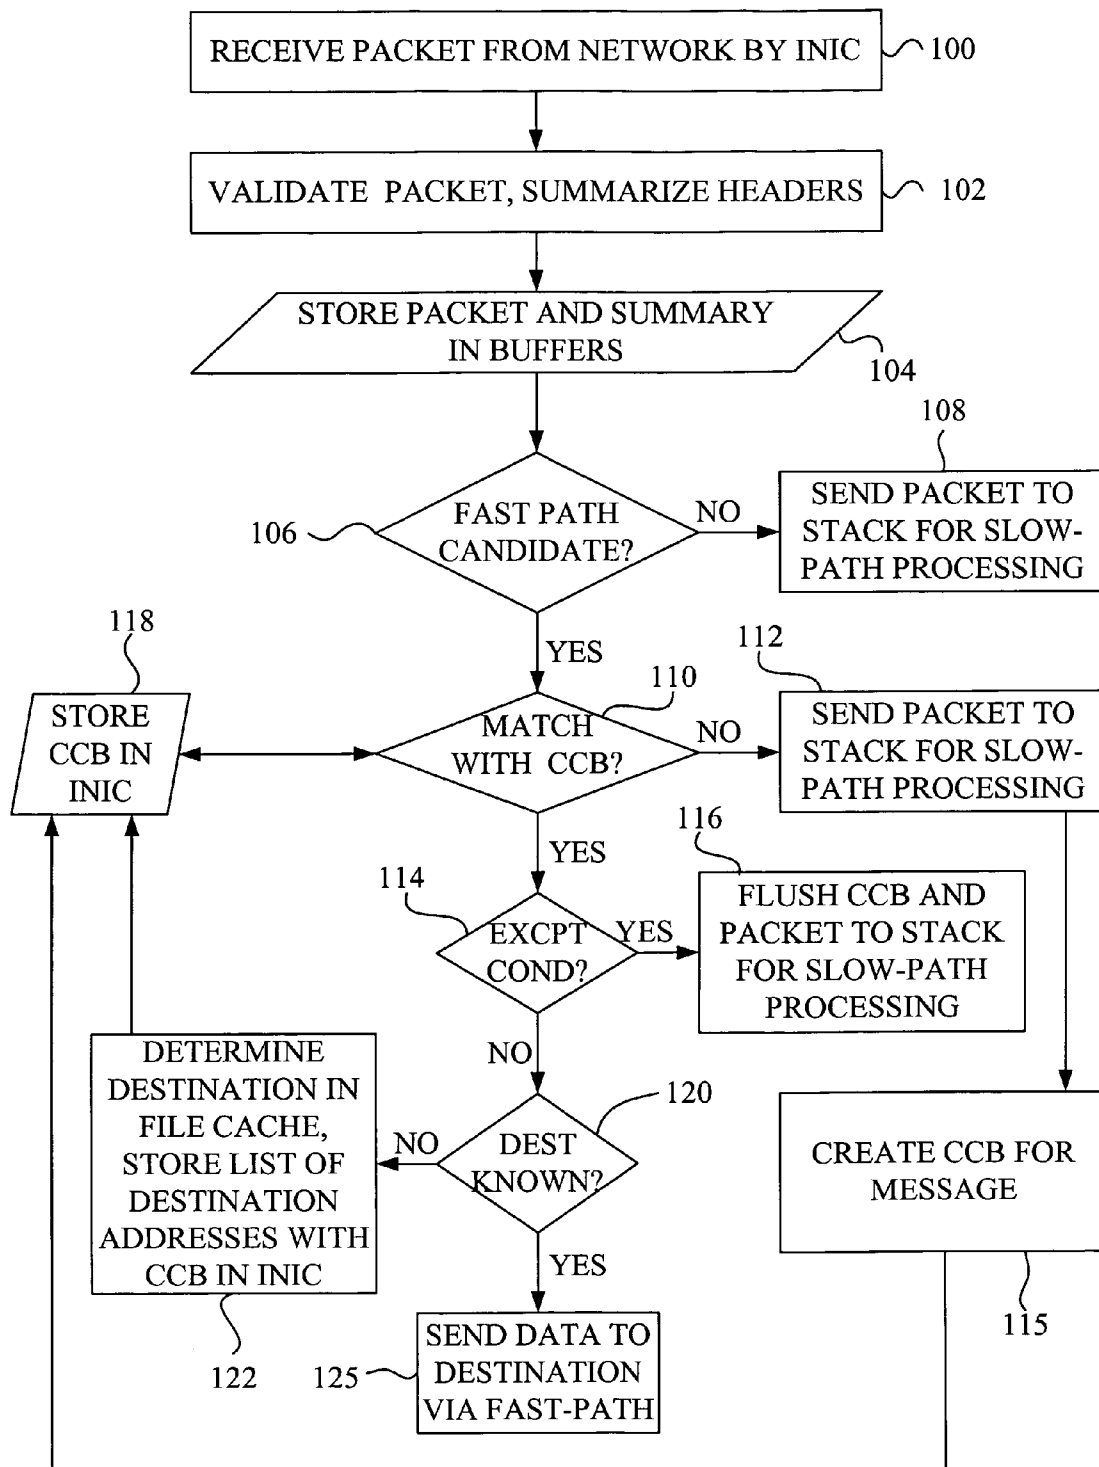 RECEIVE PACKET FROM NETWORK BY INIC
100
VALIDATE PACKET, SUMMARIZE HEADERS
102
STORE PACKET AND SUMMARY
IN BUFFERS
104
108
FAST PATH
CANDIDATE?
106
NO
SEND PACKET TO
STACK FOR SLOW-
PATH PROCESSING
YES
118
110
112
STORE
CCB IN
INIC
MATCH
WITH CCB?
NO
SEND PACKET TO
STACK FOR SLOW-
PATH PROCESSING
YES
116
114
EXCPT
COND?
YES
FLUSH CCB AND
PACKET TO STACK
FOR SLOW-PATH
PROCESSING
NO
DETERMINE
DESTINATION IN
FILE CACHE,
STORE LIST OF
DESTINATION
ADDRESSES WITH
CCB IN INIC
122
NO
120
DEST
KNOWN?
CREATE CCB FOR
MESSAGE
115
YES
125
SEND DATA TO
DESTINATION
VIA FAST-PATH